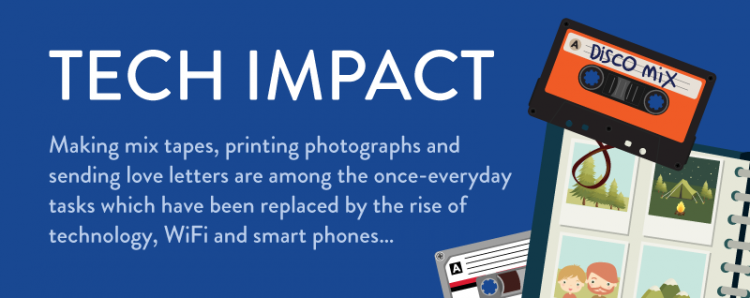 TECH IMPACT
Making mix tapes, printing photographs and
sending love letters are among the once-everyday
tasks which have been replaced by the rise of
technology, WiFi and smart phones...
A DiSCO MiX
A